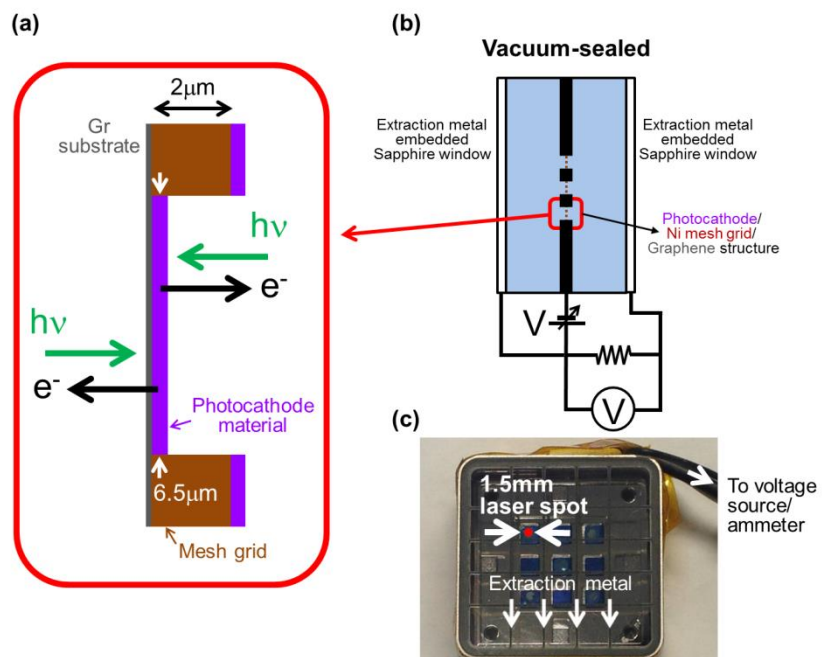 (a)
2μm
Gr
substrate
hν
e-
hν
e-
Photocathode
material
6.5μm
Mesh grid
(b)
Vacuum-sealed
Extraction metal
embedded
Sapphire window
Extraction metal
embedded
Sapphire window
Photocathode/
Ni mesh grid/
Graphene structure
V
V
(c)
1.5mm
laser spot
Extraction metal
To voltage
source/
ammeter